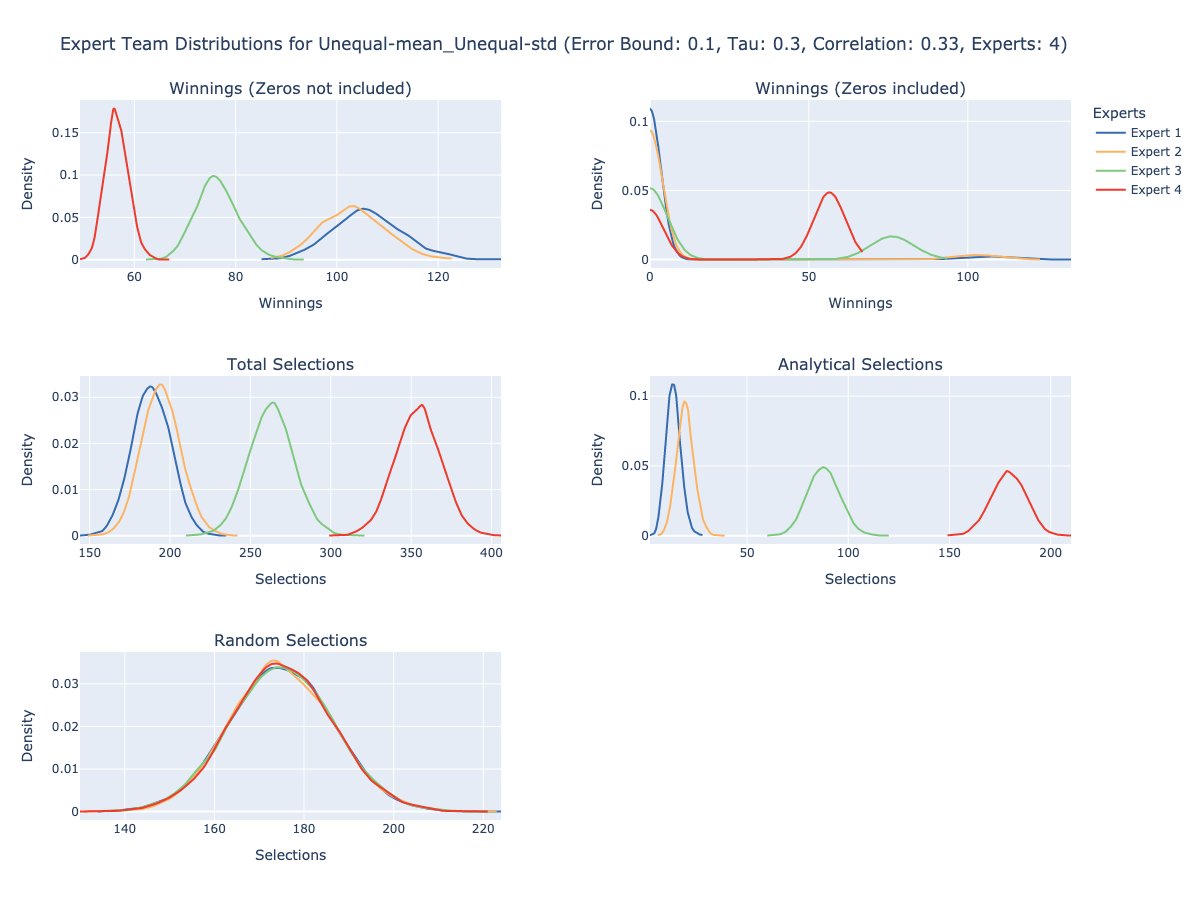 Expert Team Distributions for Unequal-mean_Unequal-std (Error Bound: 0.1, Tau: 0.3, Correlation: 0.33, Experts: 4)
Winnings (Zeros not included)
0.15
0.1
0.05
0
Density
60 80 100 120
Winnings
Winnings (Zeros included)
0.1
0.05
0
Density
0 50 100
Winnings
Experts
Expert 1
Expert 2
Expert 3
Expert 4
Total Selections
0.03
0.02
0.01
0
Density
150 200 250 300 350 400
Selections
Analytical Selections
0.1
0.05
0
Density
50 100 150 200
Selections
Random Selections
0.03
0.02
0.01
0
Density
140 160 180 200 220
Selections